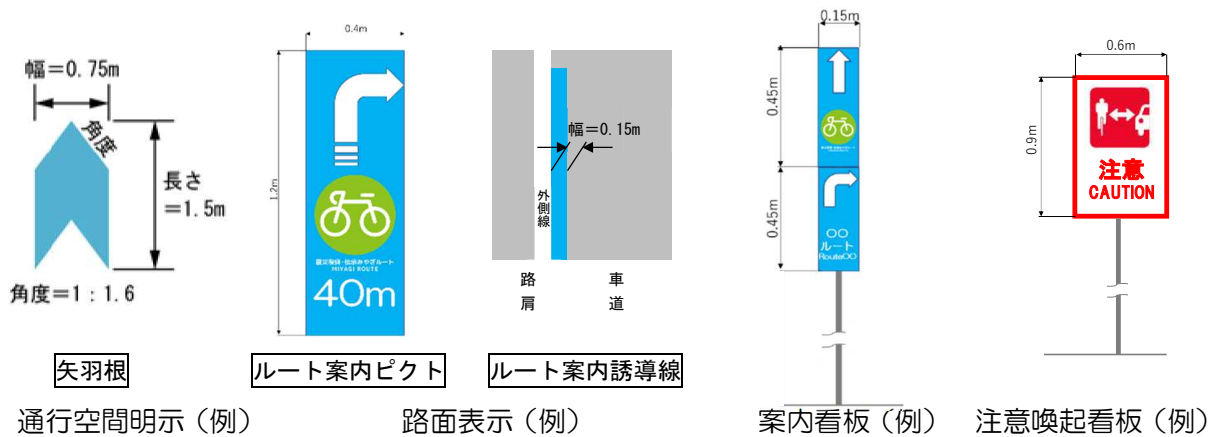 幅=0.75m
角度
長さ
=1.5m
角度=1:1.6
矢羽根
通行空間明示（例）
0.4m
1.2m
MIYAGI ROUTE
40m
ルート案内ピクト
幅=0.15m
外側線
路肩
車道
ルート案内誘導線
路面表示（例）
0.15m
0.45m
0.45m
○○
ルート
Route○○
案内看板（例）
0.6m
0.9m
注意
CAUTION
注意喚起看板（例）